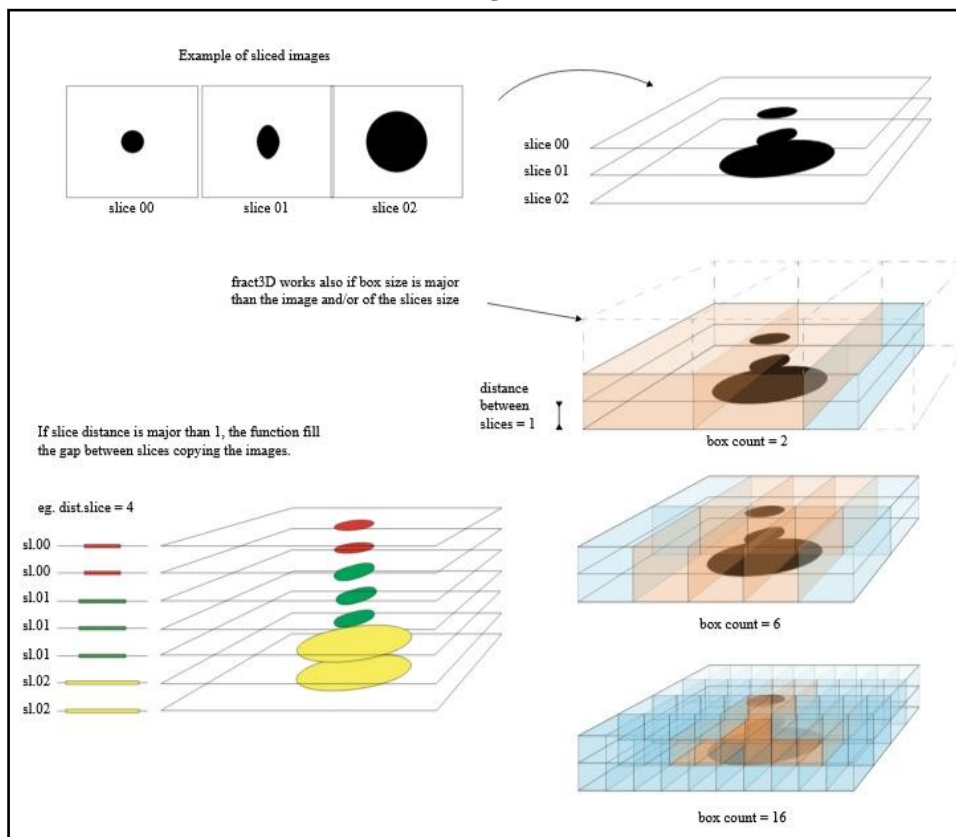 Example of sliced images
slice 00
slice 01
slice 02
slice 00
slice 01
slice 02
fract3D works also if box size is major
than the image and/or of the slices size
distance
between
slices = 1
box count = 2
If slice distance is major than 1, the function fill
the gap between slices copying the images.
eg. dist.slice = 4
sl.00
sl.00
sl.01
sl.01
sl.01
sl.02
sl.02
box count = 6
box count = 16